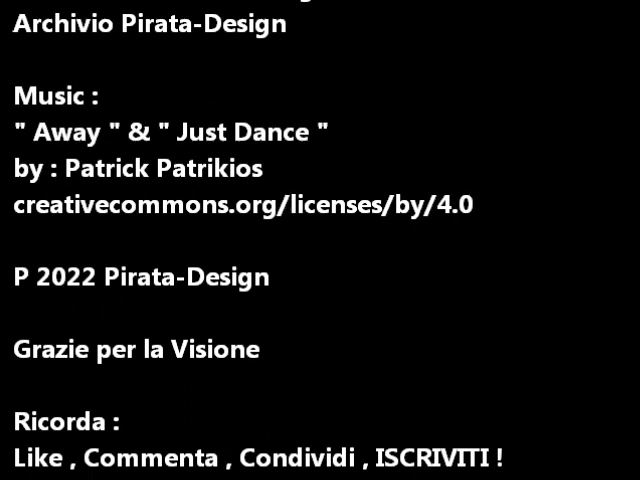 Archivio Pirata-Design
Music :
" Away " & " Just Dance "
by : Patrick Patrikios
creativecommons.org/licenses/by/4.0
P 2022 Pirata-Design
Grazie per la Visione
Ricorda :
Like , Commenta , Condividi , ISCRIVITI !